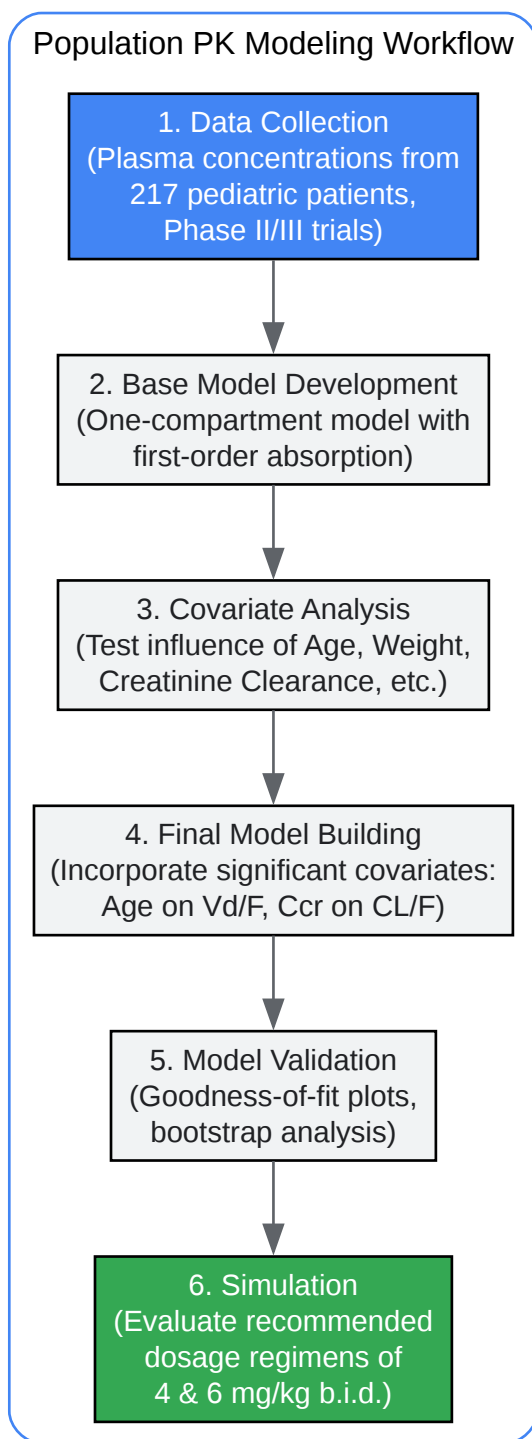 Population PK Modeling Workflow
1. Data Collection
(Plasma concentrations from
217 pediatric patients,
Phase II/III trials)
2. Base Model Development
(One-compartment model with
first-order absorption)
3. Covariate Analysis
(Test influence of Age, Weight,
Creatinine Clearance, etc.)
4. Final Model Building
(Incorporate significant covariates:
Age on Vd/F, Ccr on CL/F)
5. Model Validation
(Goodness-of-fit plots,
bootstrap analysis)
6. Simulation
(Evaluate recommended
dosage regimens of
4 & 6 mg/kg b.i.d.)